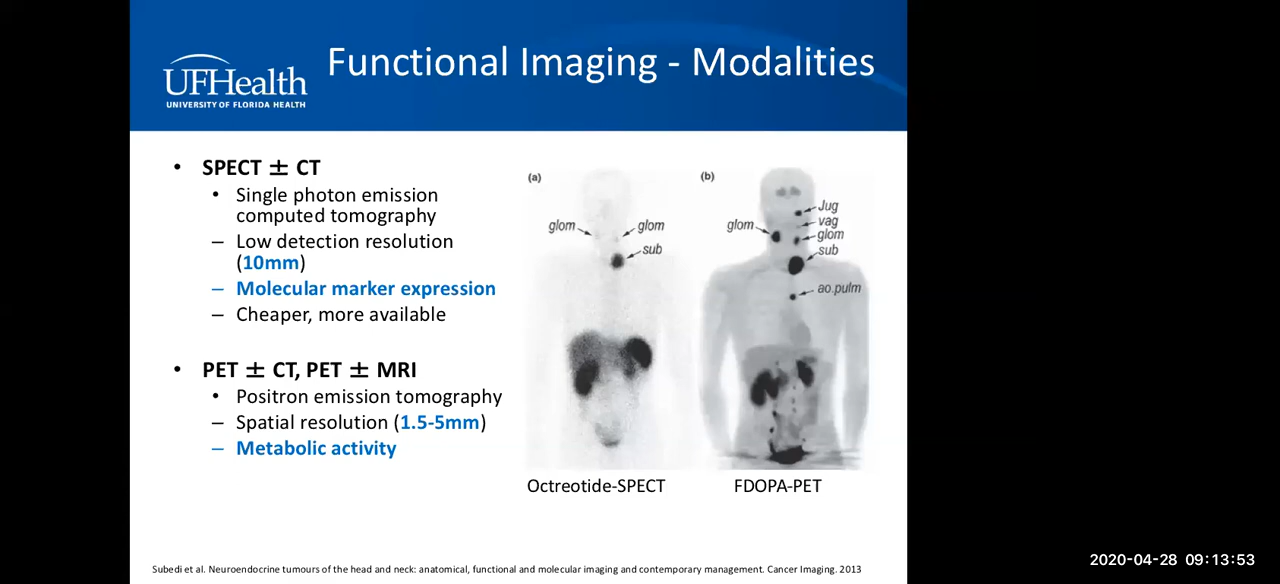 UFHealth
UNIVERSITY OF FLORIDA HEALTH
Functional Imaging - Modalities
• SPECT ± CT
• Single photon emission
computed tomography
– Low detection resolution
(10mm)
– Molecular marker expression
– Cheaper, more available
• PET ± CT, PET ± MRI
• Positron emission tomography
– Spatial resolution (1.5-5mm)
– Metabolic activity
(a)
glom
glom
sub
Octreotide-SPECT
(b)
Jug
vag
glom
glom
sub
ao.pulm
FDOPA-PET
Subedi et al. Neuroendocrine tumours of the head and neck: anatomical, functional and molecular imaging and contemporary management. Cancer Imaging. 2013
2020-04-28 09:13:53